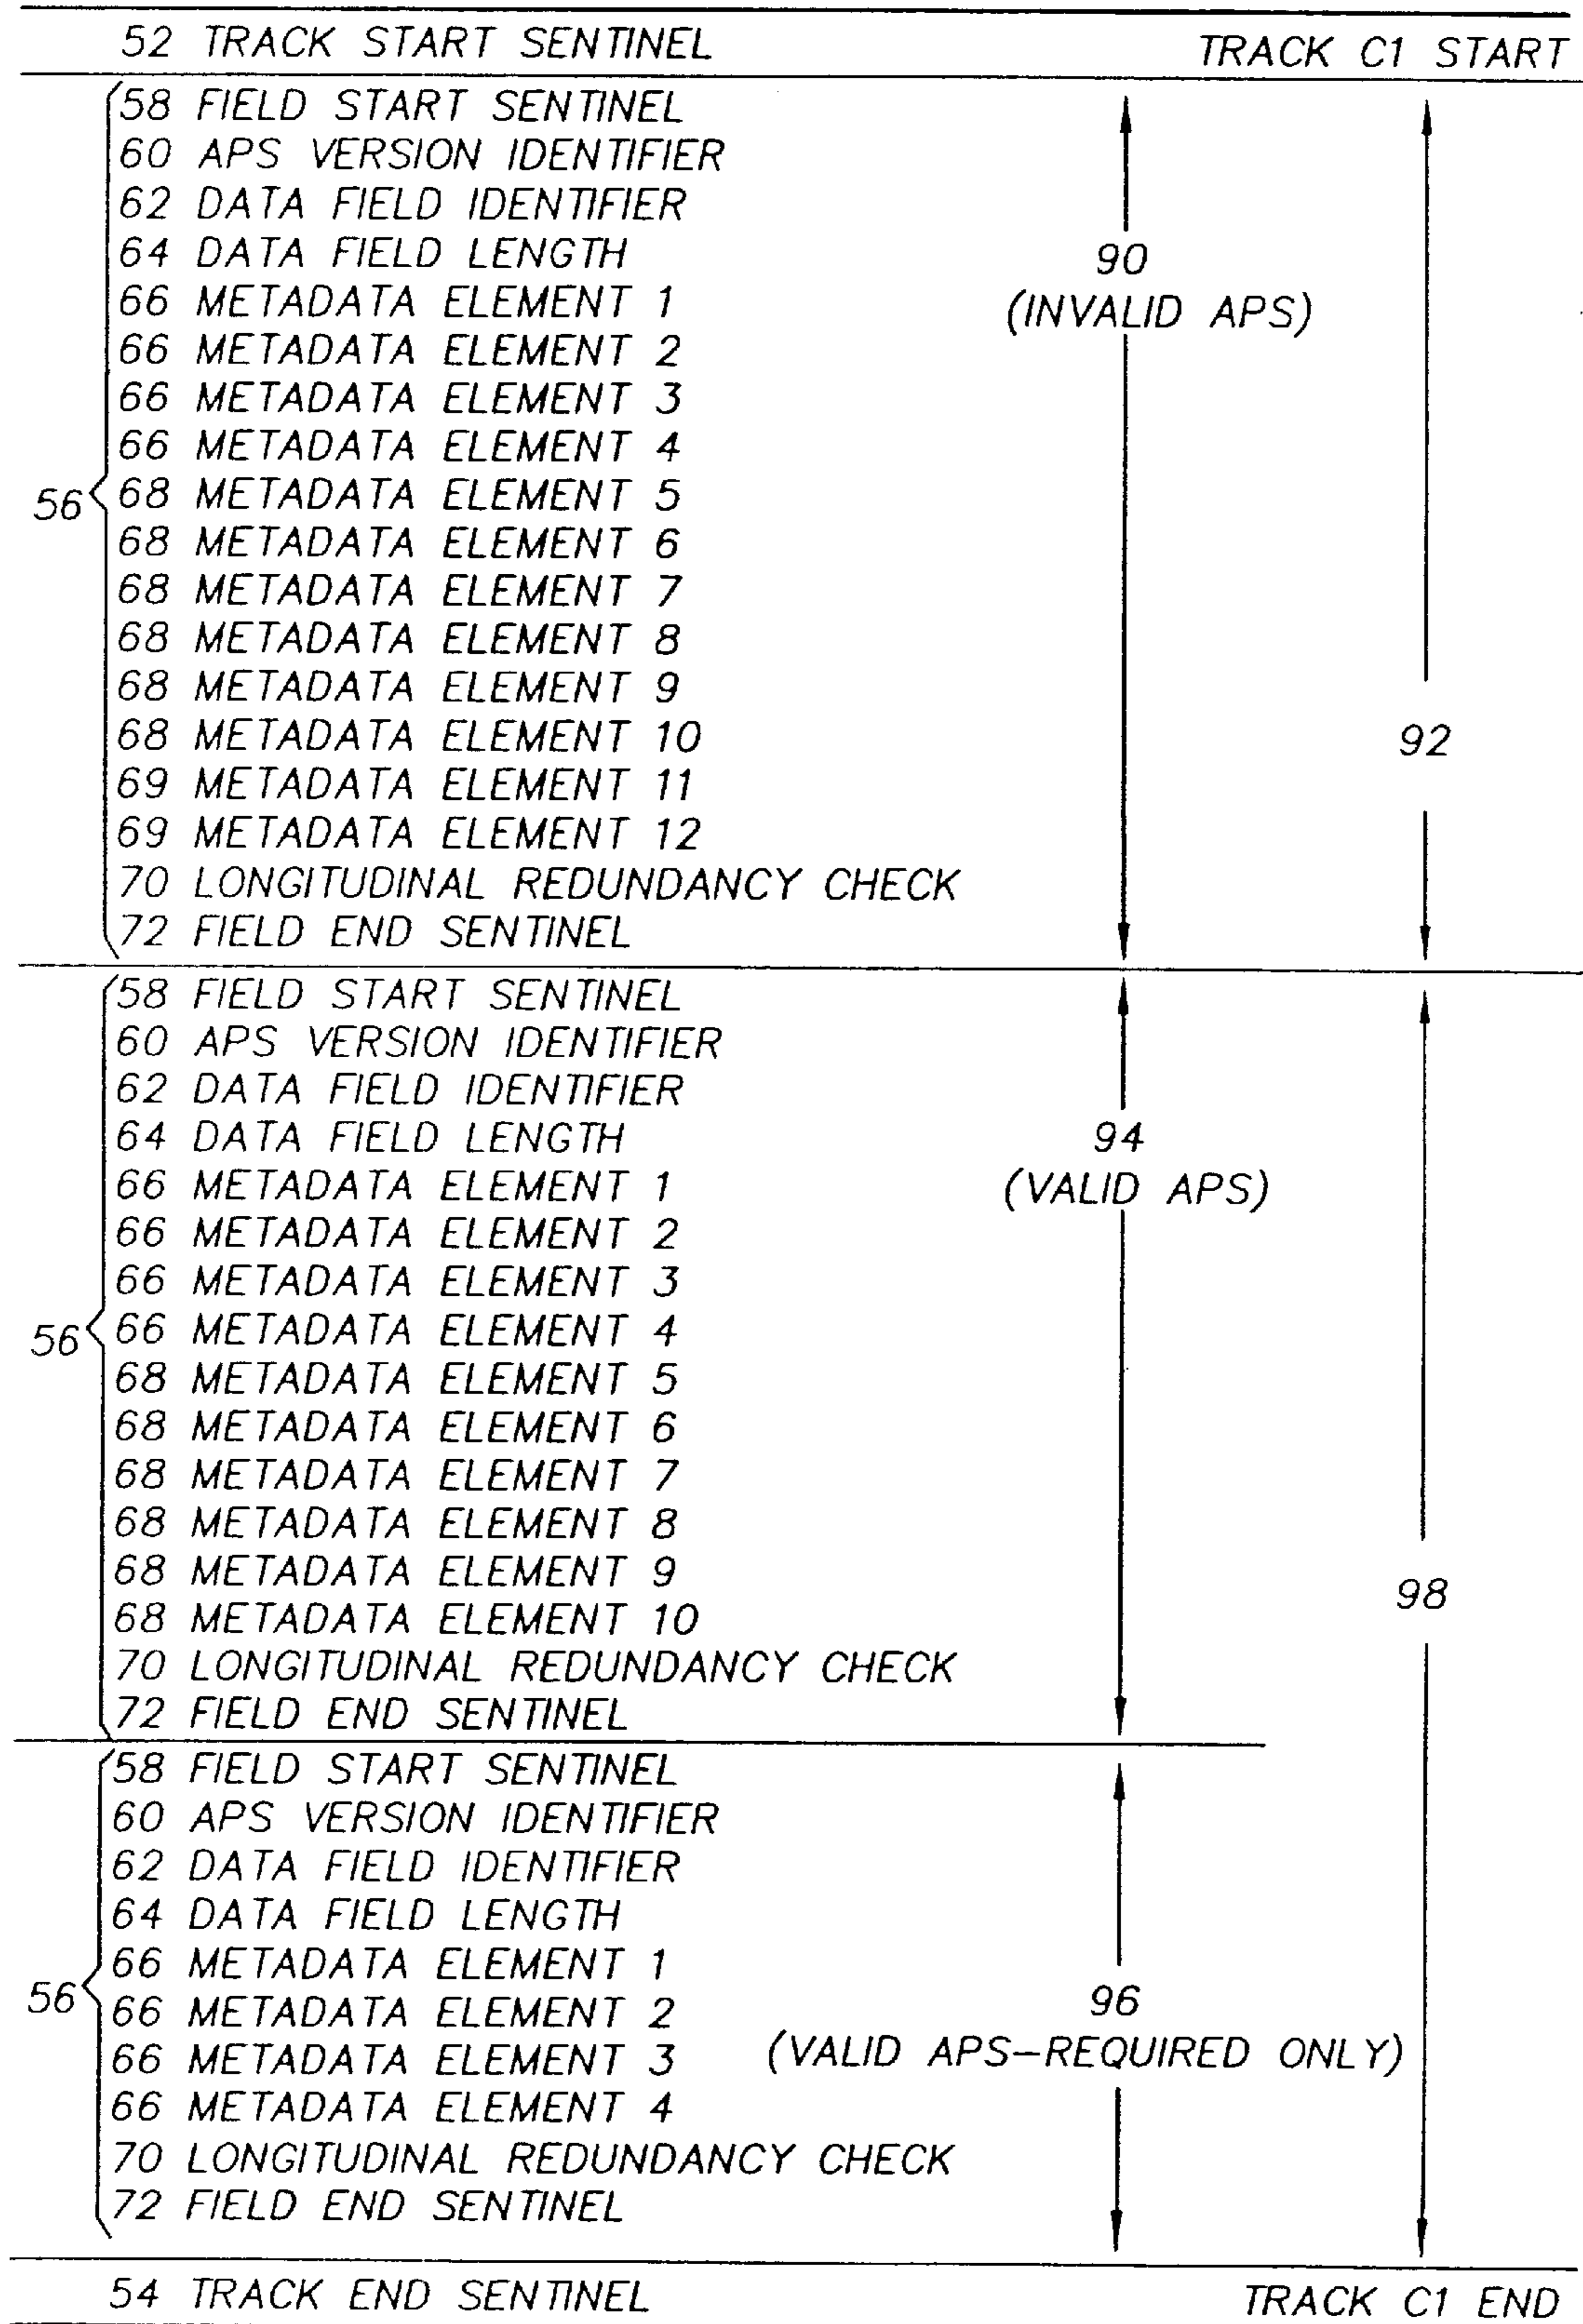 52 TRACK START SENTINEL TRACK C1 START
58 FIELD START SENTINEL
60 APS VERSION IDENTIFIER
62 DATA FIELD IDENTIFIER
64 DATA FIELD LENGTH 90
66 METADATA ELEMENT 1 (INVALID APS)
66 METADATA ELEMENT 2
66 METADATA ELEMENT 3
66 METADATA ELEMENT 4
56 68 METADATA ELEMENT 5
68 METADATA ELEMENT 6
68 METADATA ELEMENT 7
68 METADATA ELEMENT 8
68 METADATA ELEMENT 9
68 METADATA ELEMENT 10 92
69 METADATA ELEMENT 11
69 METADATA ELEMENT 12
70 LONGITUDINAL REDUNDANCY CHECK
72 FIELD END SENTINEL
58 FIELD START SENTINEL
60 APS VERSION IDENTIFIER
62 DATA FIELD IDENTIFIER
64 DATA FIELD LENGTH 94
66 METADATA ELEMENT 1 (VALID APS)
66 METADATA ELEMENT 2
66 METADATA ELEMENT 3
56 66 METADATA ELEMENT 4
68 METADATA ELEMENT 5
68 METADATA ELEMENT 6
68 METADATA ELEMENT 7
68 METADATA ELEMENT 8
68 METADATA ELEMENT 9 98
68 METADATA ELEMENT 10
70 LONGITUDINAL REDUNDANCY CHECK
72 FIELD END SENTINEL
58 FIELD START SENTINEL
60 APS VERSION IDENTIFIER
62 DATA FIELD IDENTIFIER
64 DATA FIELD LENGTH
66 METADATA ELEMENT 1
56 66 METADATA ELEMENT 2 96
66 METADATA ELEMENT 3 (VALID APS-REQUIRED ONLY)
66 METADATA ELEMENT 4
70 LONGITUDINAL REDUNDANCY CHECK
72 FIELD END SENTINEL
54 TRACK END SENTINEL TRACK C1 END